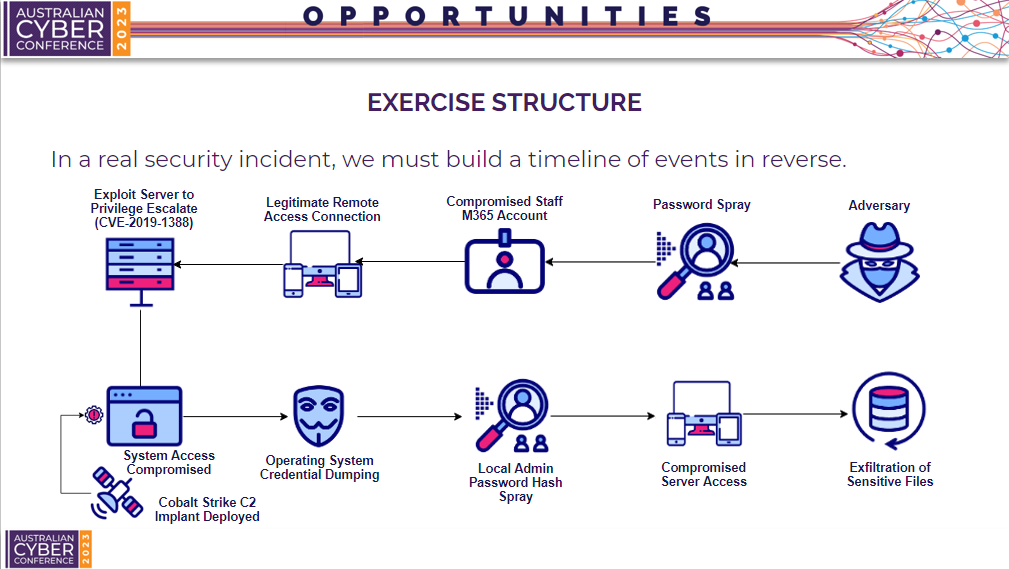 AUSTRALIAN
CYBER
CONFERENCE
2023
OPPORTUNITIES
EXERCISE STRUCTURE
In a real security incident, we must build a timeline of events in reverse.
Exploit Server to
Privilege Escalate
(CVE-2019-1388)
Legitimate Remote
Access Connection
Compromised Staff
M365 Account
Password Spray
Adversary
System Access
Compromised
Operating System
Credential Dumping
Local Admin
Password Hash
Spray
Compromised
Server Access
Exfiltration of
Sensitive Files
Cobalt Strike C2
Implant Deployed
AUSTRALIAN
CYBER
CONFERENCE
2023